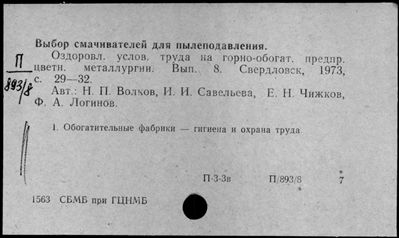 Выбор смачивателей для пылеподавления.
Оздоровл. услов. труда на горно-обогат. предпр.
цветн. металлургии. Вып. 8. Свердловск, 1973,
с. 29—32.
Авт.: Н. П. Волков, И. И. Савельева, Е. Н. Чижков,
Ф. А. Логинов.
П
893/8
1. Обогатительные фабрики — гигиена и охрана труда
П-3-3в П/893/8 7
1563 СБМБ при ГЦНМБ